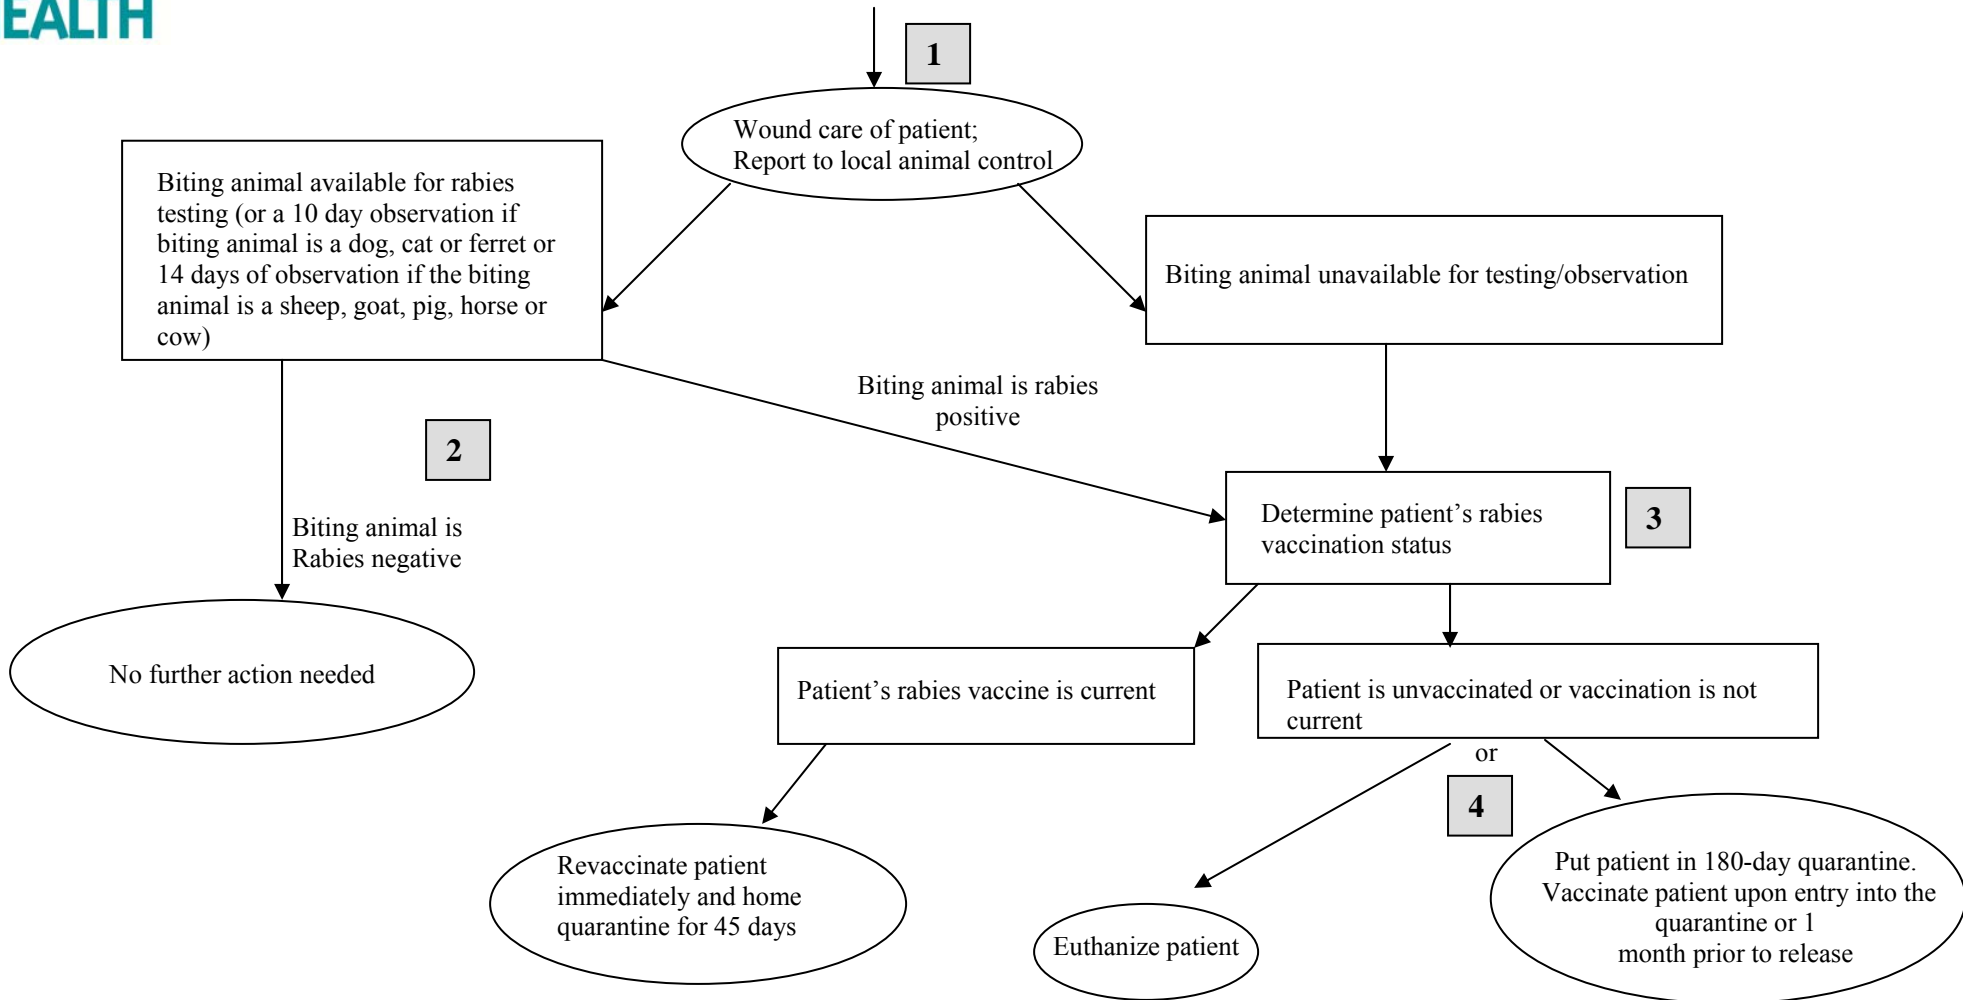 EALTH
1
Wound care of patient;
Report to local animal control
Biting animal available for rabies
testing (or a 10 day observation if
biting animal is a dog, cat or ferret or
14 days of observation if the biting
animal is a sheep, goat, pig, horse or
cow)
Biting animal unavailable for testing/observation
Biting animal is rabies
positive
2
Biting animal is
Rabies negative
Determine patient’s rabies
vaccination status
3
No further action needed
Patient’s rabies vaccine is current
Patient is unvaccinated or vaccination is not
current
or
4
Revaccinate patient
immediately and home
quarantine for 45 days
Euthanize patient
Put patient in 180-day quarantine.
Vaccinate patient upon entry into the
quarantine or 1
month prior to release